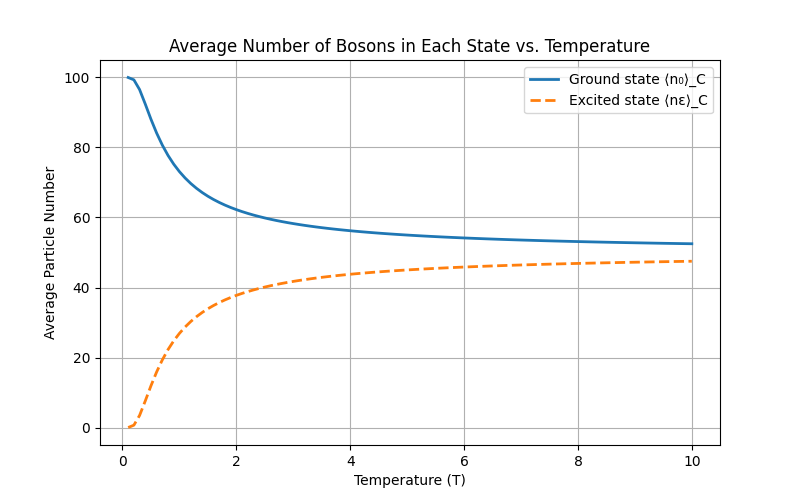 Average Number of Bosons in Each State vs. Temperature
Ground state ⟨n₀⟩_C
Excited state ⟨nε⟩_C
Average Particle Number
100
80
60
40
20
0
0 2 4 6 8 10
Temperature (T)